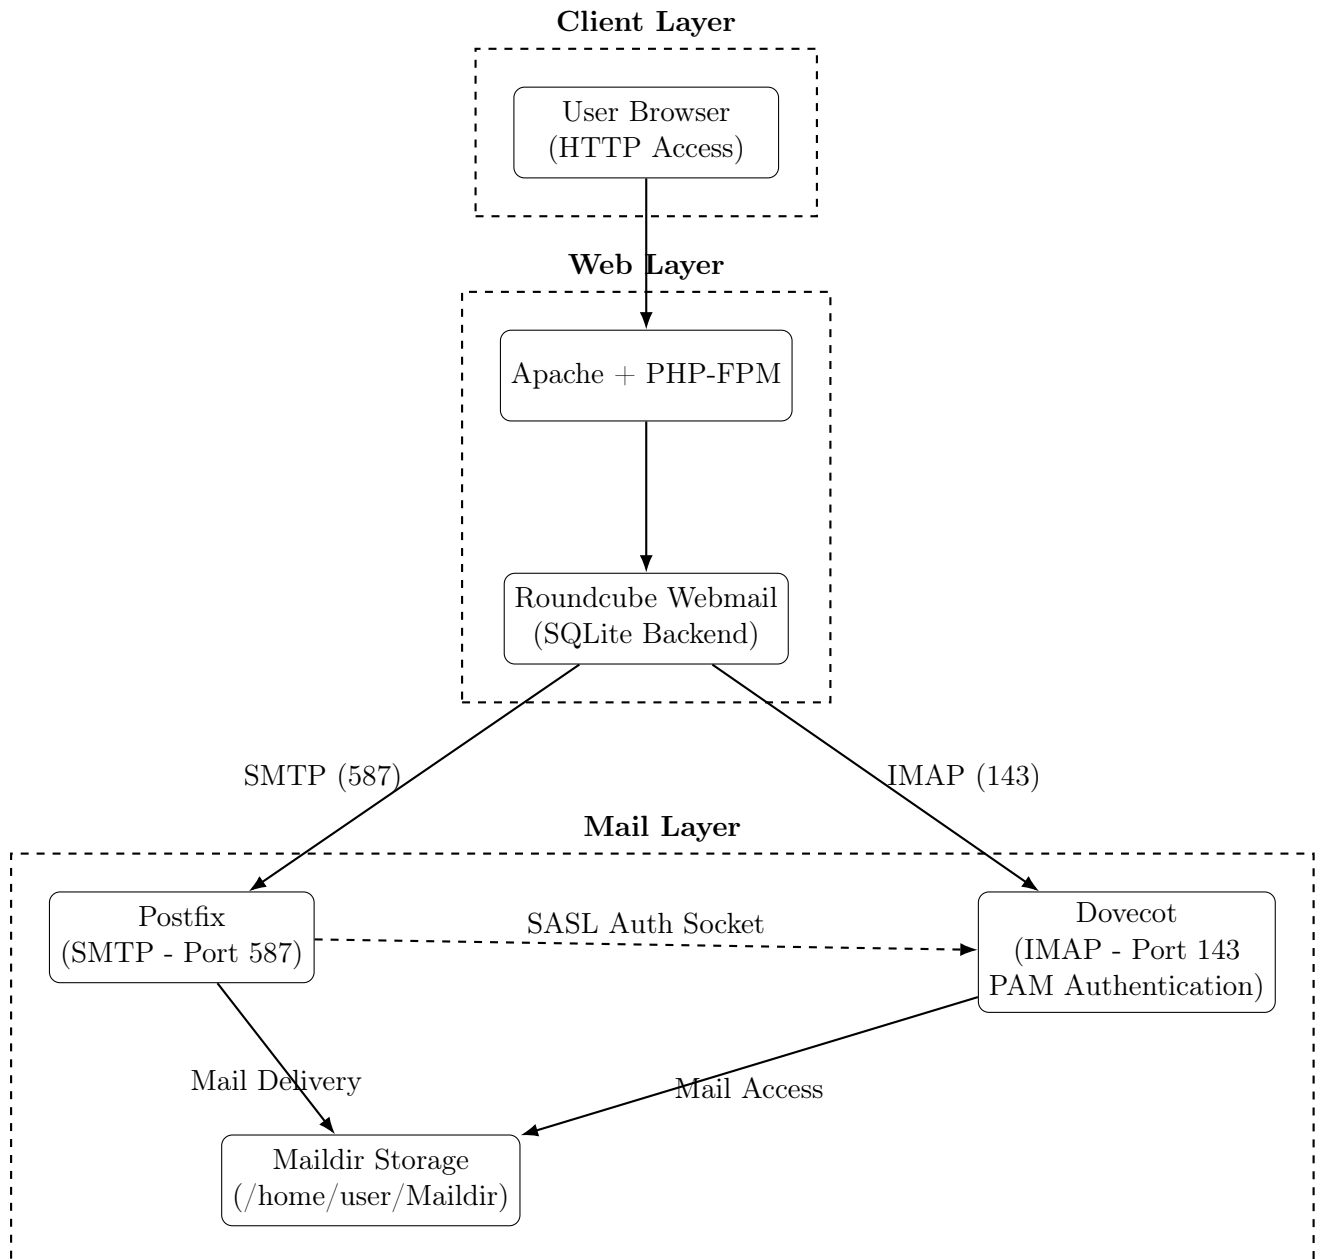 Client Layer
User Browser
(HTTP Access)
Web Layer
Apache + PHP-FPM
Roundcube Webmail
(SQLite Backend)
SMTP (587)
IMAP (143)
Mail Layer
Postfix
(SMTP - Port 587)
SASL Auth Socket
Dovecot
(IMAP - Port 143
PAM Authentication)
Mail Delivery
Mail Access
Maildir Storage
(/home/user/Maildir)